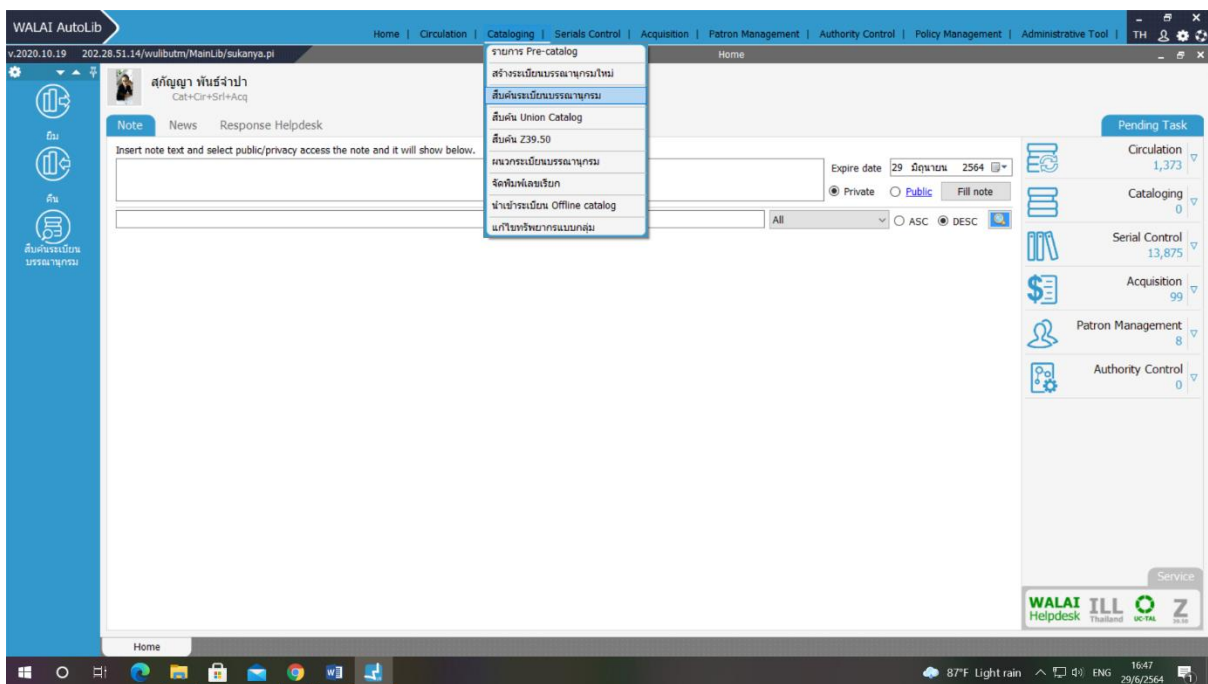 WALAI AutoLib
Home | Circulation | Cataloging | Serials Control | Acquisition | Patron Management | Authority Control | Policy Management | Administrative Tool | TH
v.2020.10.19 202.28.51.14/wulibutm/MainLib/sukanya.pi
Home
รายการ Pre-catalog
สร้างระเบียนบรรณานุกรมใหม่
สืบค้นระเบียนบรรณานุกรม
สืบค้น Union Catalog
สืบค้น Z39.50
ผนวกระเบียนบรรณานุกรม
จัดพิมพ์เลขเรียก
นำเข้าระเบียน Offline catalog
แก้ไขทรัพยากรแบบกลุ่ม
ยืม
คืน
สืบค้นระเบียน
บรรณานุกรม
สุกัญญา พันธ์จำปา
Cat+Cir+Srl+Acq
Note News Response Helpdesk
Insert note text and select public/privacy access the note and it will show below.
Expire date 29 มิถุนายน 2564
Private Public Fill note
All ASC DESC
Pending Task
Circulation
1,373
Cataloging
0
Serial Control
13,875
Acquisition
99
Patron Management
8
Authority Control
0
Service
WALAI
Helpdesk
ILL
Thailand
UC-TAL
Z
39.50
Home
87°F Light rain ENG
16:47
29/6/2564